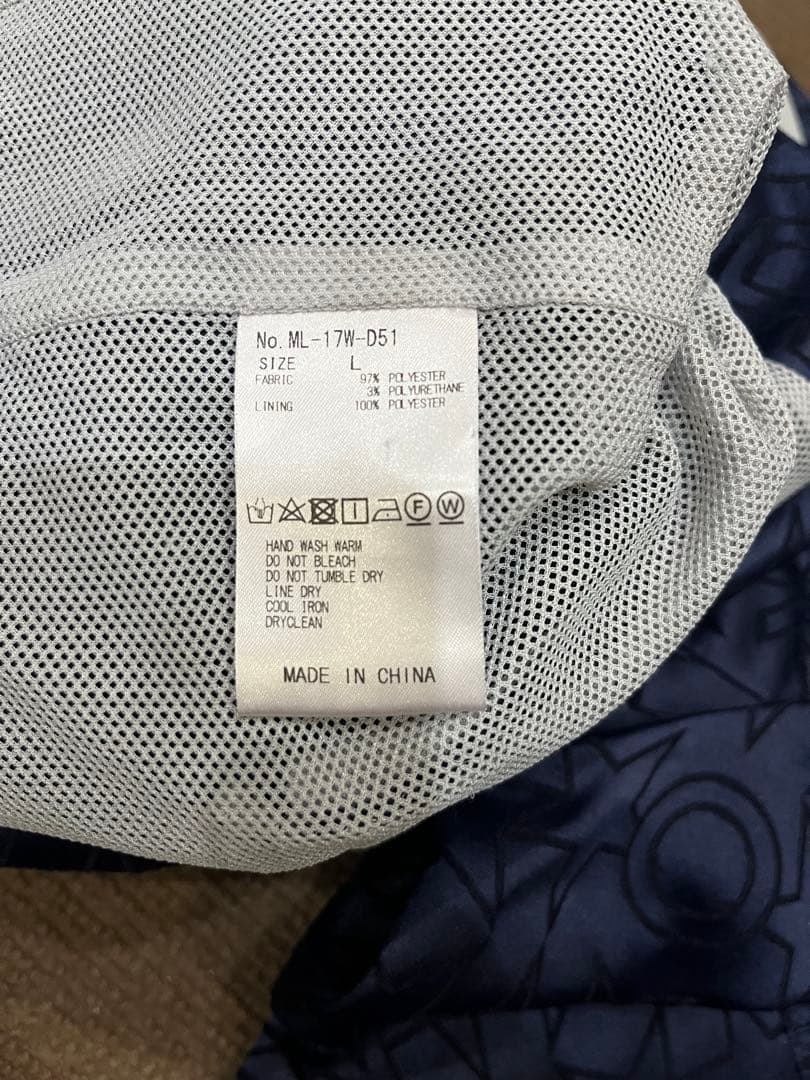 No. ML-17W-D51
SIZE L
FABRIC 97% POLYESTER
3% POLYURETHANE
LINING 100% POLYESTER
F W
HAND WASH WARM
DO NOT BLEACH
DO NOT TUMBLE DRY
LINE DRY
COOL IRON
DRYCLEAN
MADE IN CHINA